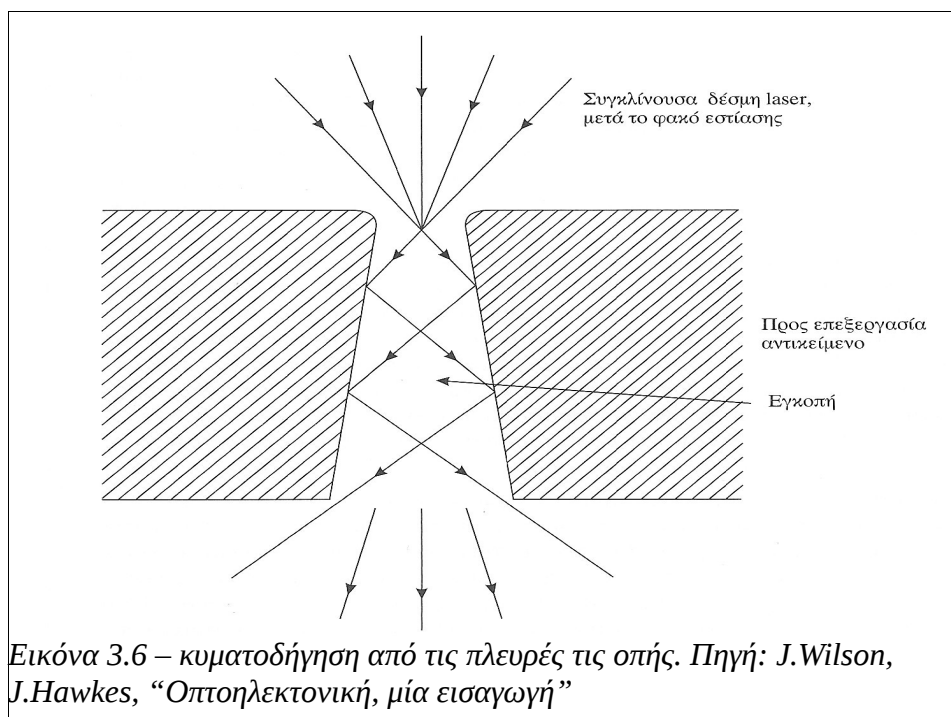 Συγκλίνουσα δέσμη laser,
μετά το φακό εστίασης
Προς επεξεργασία
αντικείμενο
Εγκοπή
Εικόνα 3.6 – κυματοδήγηση από τις πλευρές τις οπής. Πηγή: J.Wilson,
J.Hawkes, “Οπτοηλεκτονική, μία εισαγωγή”